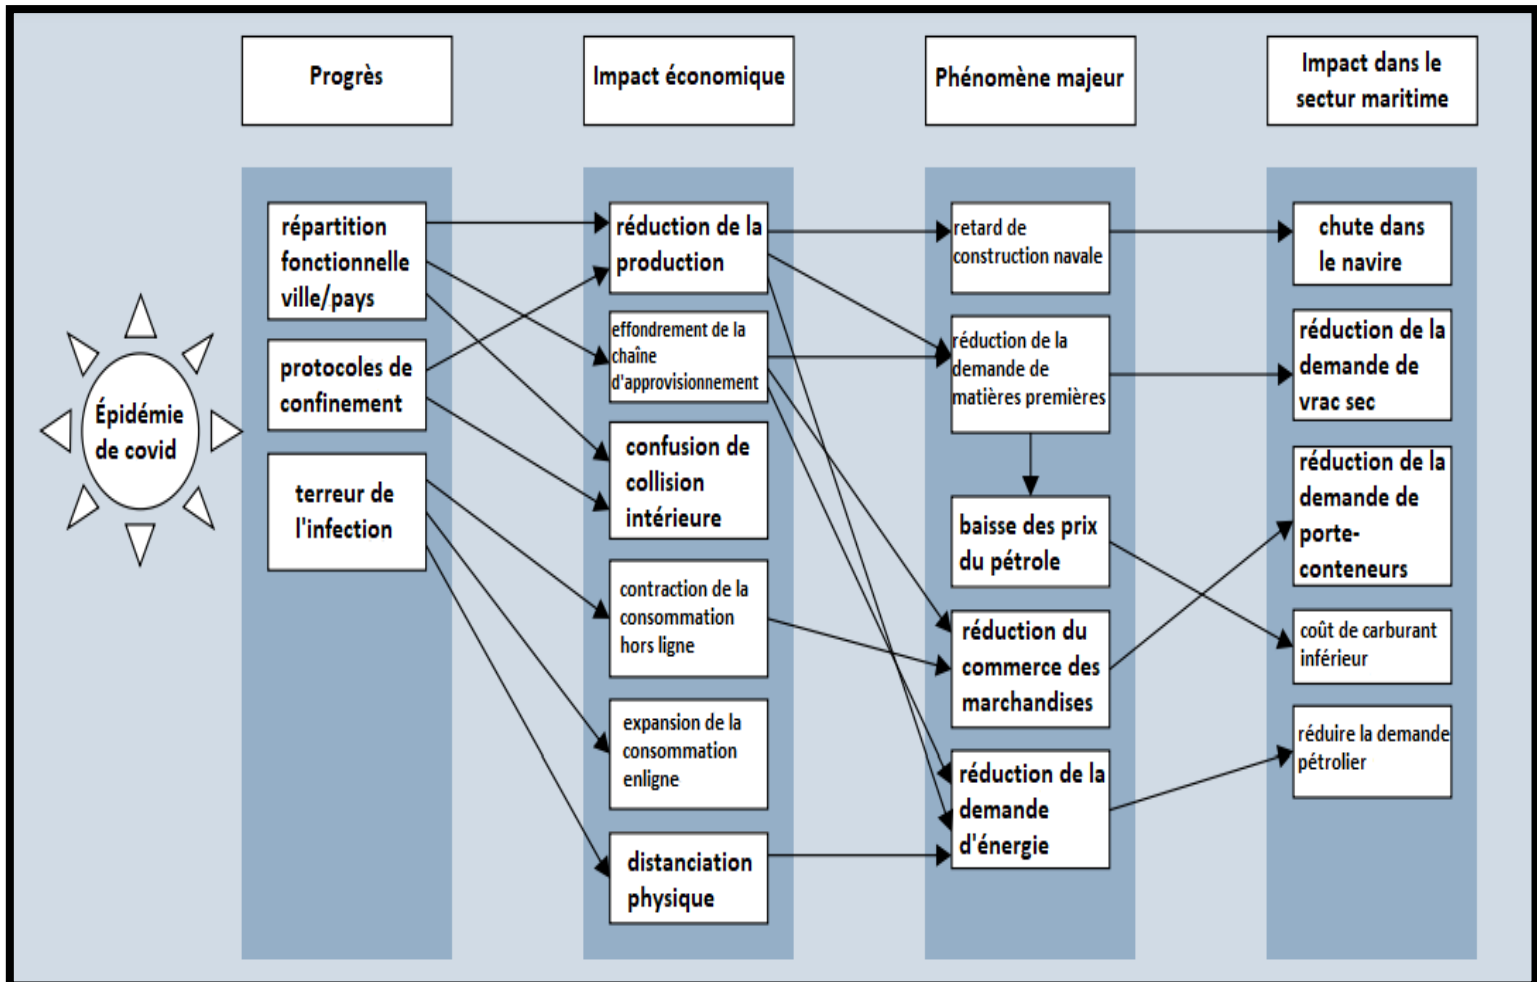 Progrès
Impact économique
Phénomène majeur
Impact dans le
sectur maritime
Épidémie
de covid
répartition
fonctionnelle
ville/pays
protocoles de
confinement
terreur de
l'infection
réduction de la
production
effondrement de la
chaîne
d'approvisionnement
confusion de
collision
intérieure
contraction de la
consommation
hors ligne
expansion de la
consommation
enligne
distanciation
physique
retard de
construction navale
réduction de la
demande de
matières premières
baisse des prix
du pétrole
réduction du
commerce des
marchandises
réduction de la
demande
d'énergie
chute dans
le navire
réduction de la
demande de
vrac sec
réduction de la
demande de
porte-
conteneurs
coût de carburant
inférieur
réduire la demande
pétrolier